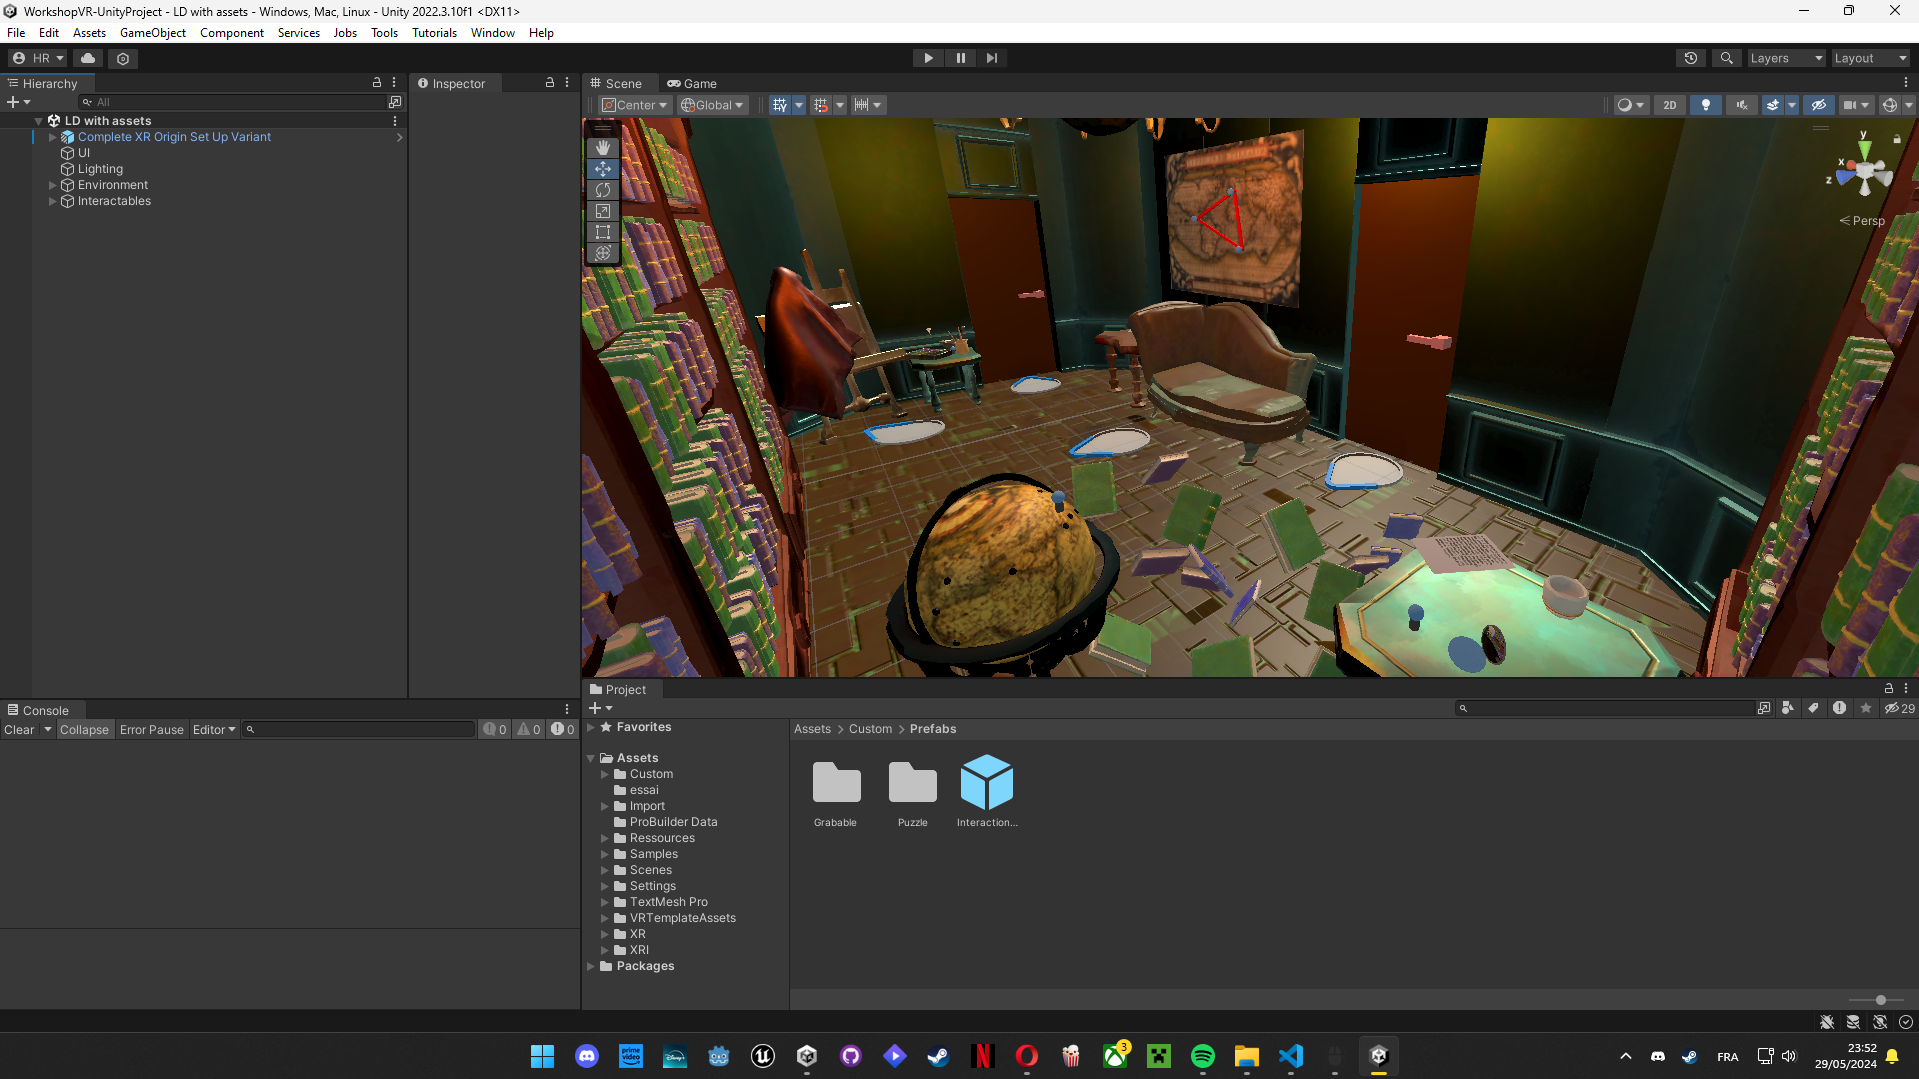 WorkshopVR-UnityProject - LD with assets - Windows, Mac, Linux - Unity 2022.3.10f1 <DX11>
File Edit Assets GameObject Component Services Jobs Tools Tutorials Window Help
HR
Layers Layout
Hierarchy
All
LD with assets
Complete XR Origin Set Up Variant
UI
Lighting
Environment
Interactables
Inspector
Scene Game
Center Global
2D
y
x
z
Persp
Console
Clear Collapse Error Pause Editor 0 0 0
Project
29
Favorites
Assets
Custom
essai
Import
ProBuilder Data
Ressources
Samples
Scenes
Settings
TextMesh Pro
VRTemplateAssets
XR
XRI
Packages
Assets > Custom > Prefabs
Grabable Puzzle Interaction...
prime video
Disney+
N
3
FRA
23:52
29/05/2024